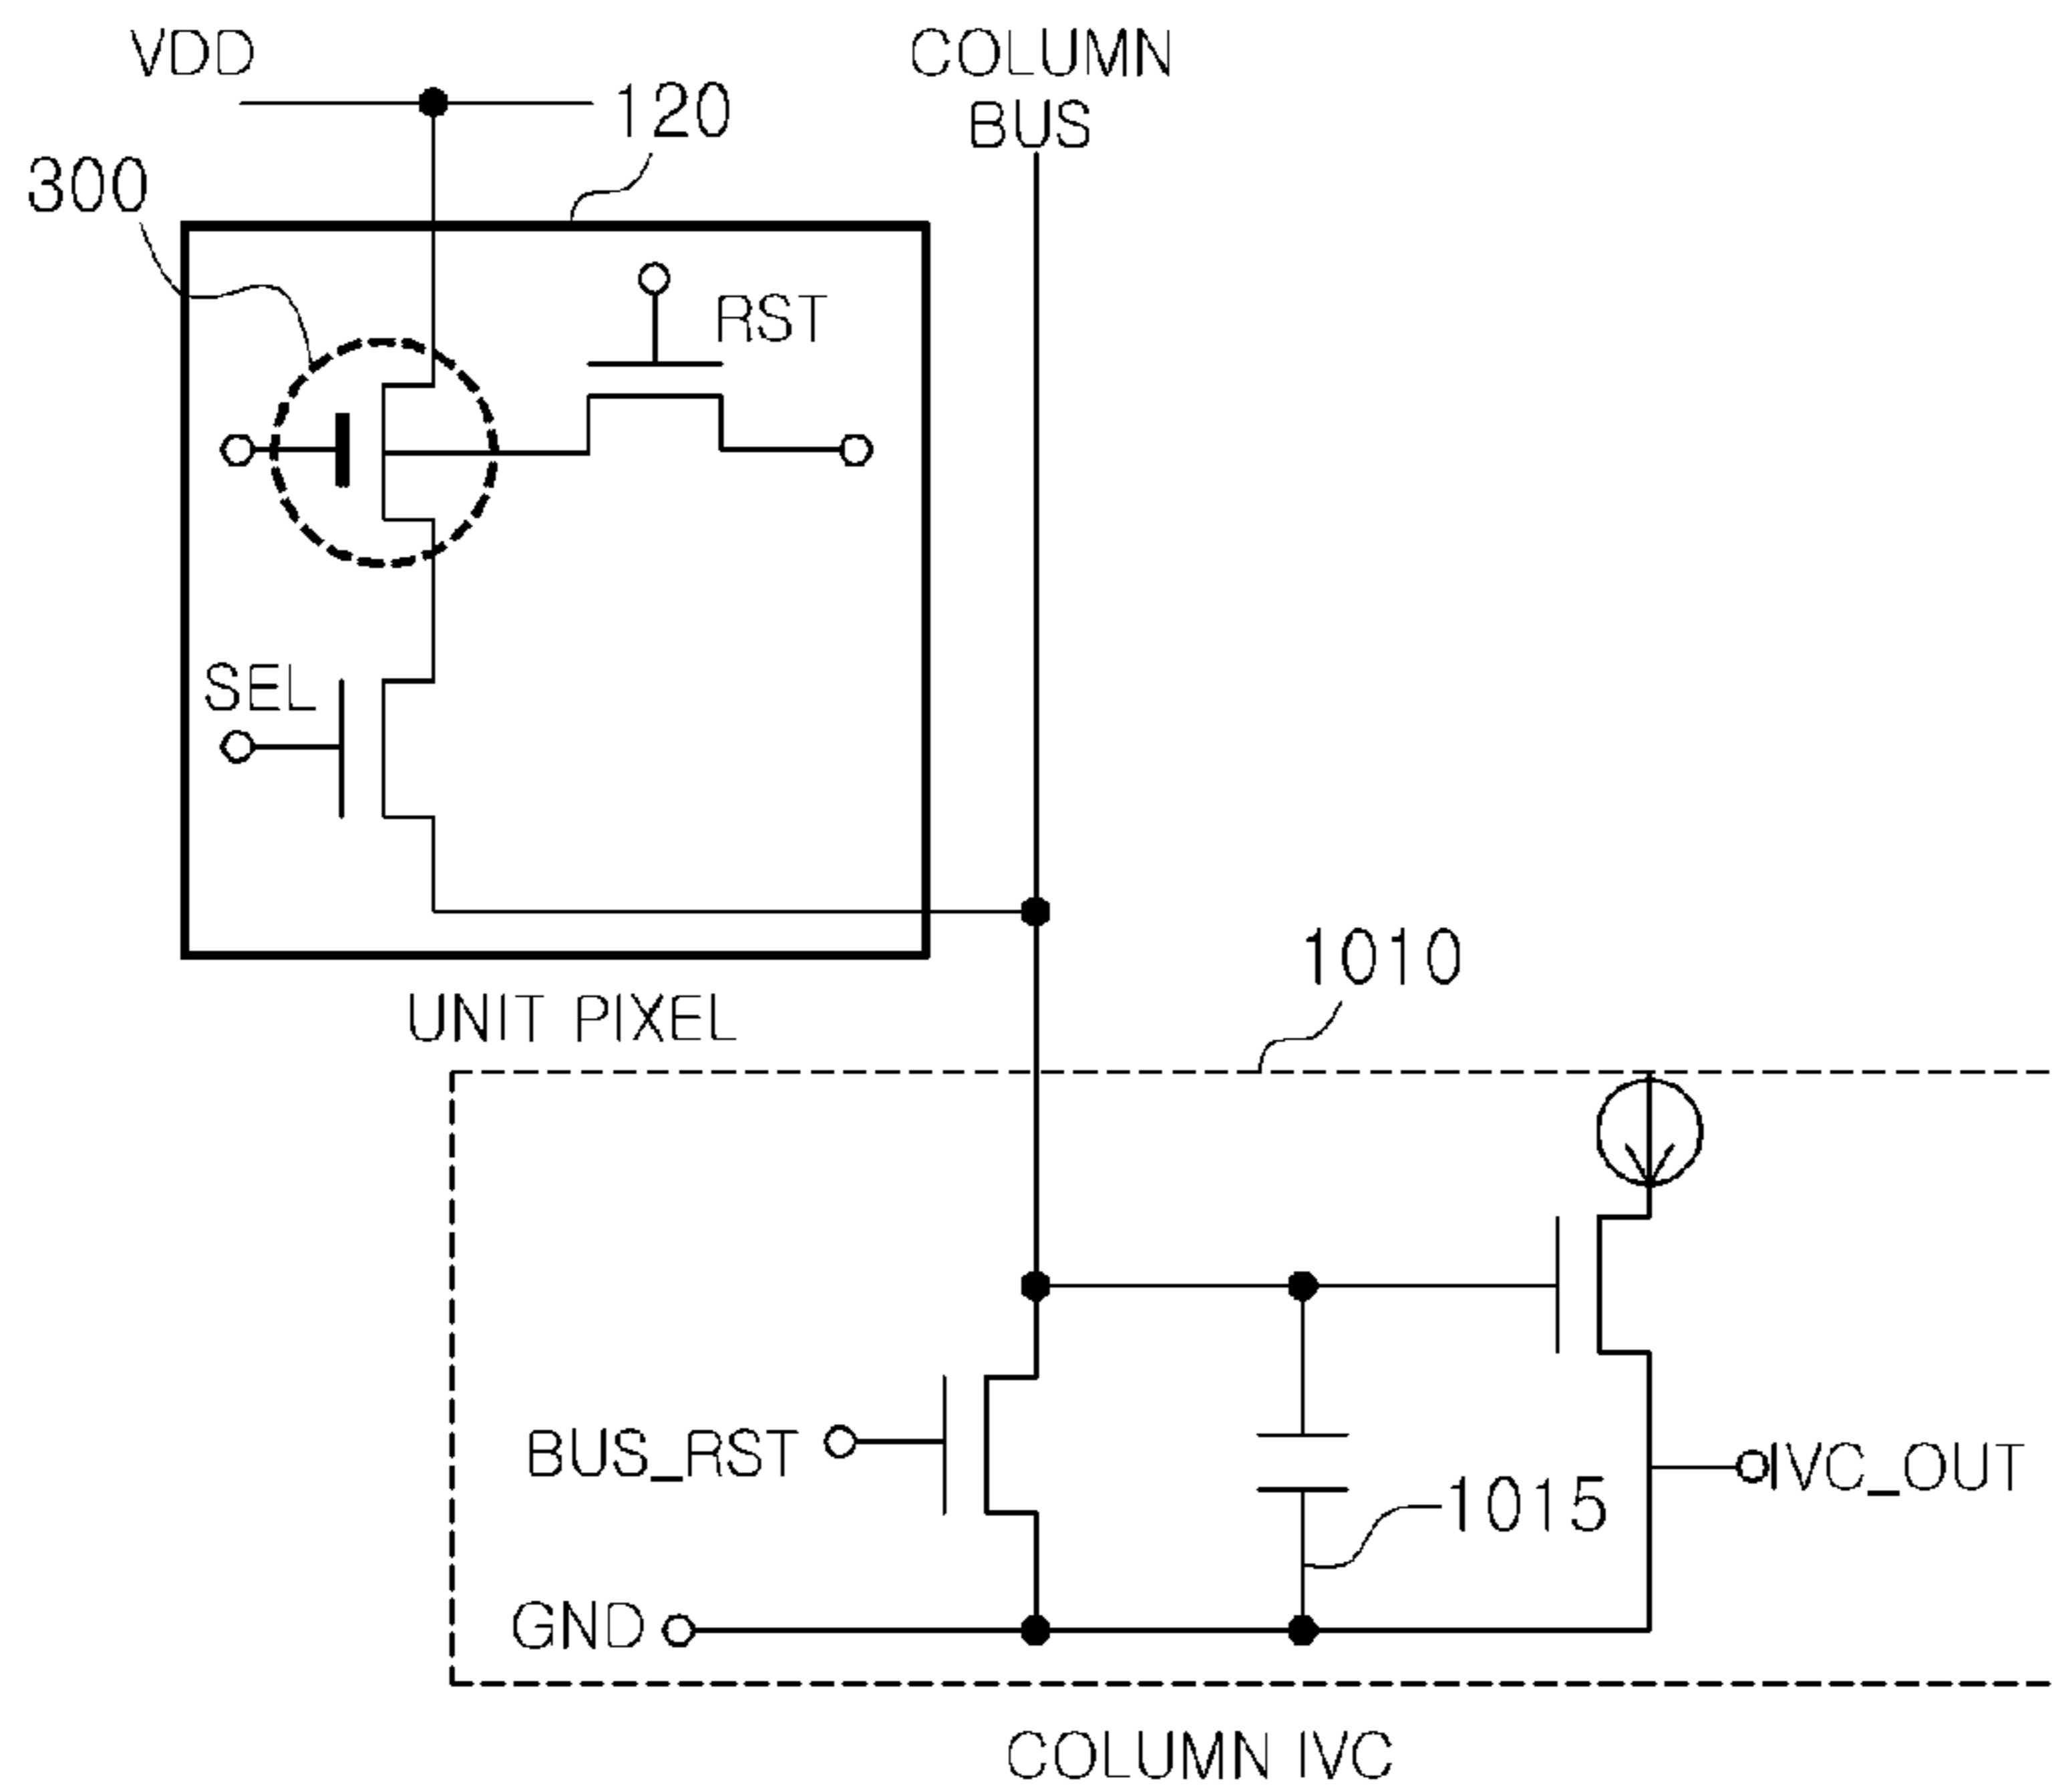 VDD
COLUMN
BUS
120
300
RST
SEL
UNIT PIXEL
1010
BUS_RST
1015
IVC_OUT
GND
COLUMN IVC